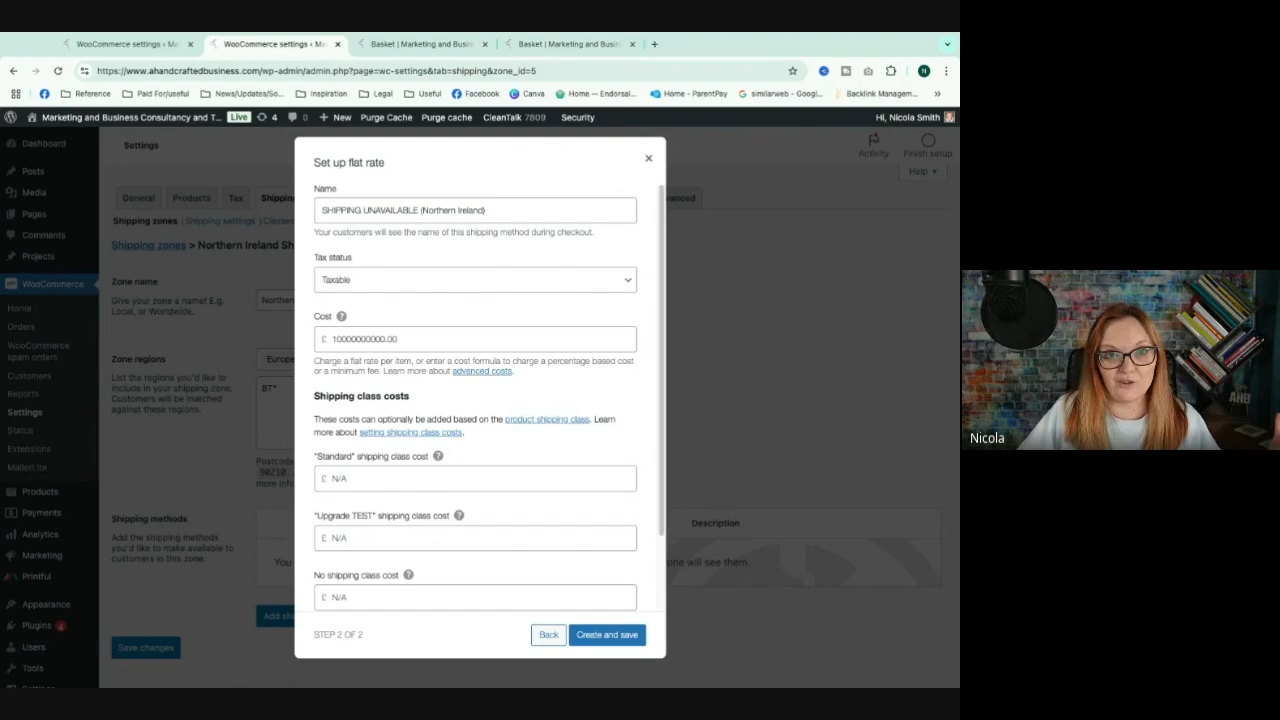 WooCommerce settings ‹ Ma
WooCommerce settings ‹ Ma
Basket | Marketing and Busin
Basket | Marketing and Busin
https://www.ahandcraftedbusiness.com/wp-admin/admin.php?page=wc-settings&tab=shipping&zone_id=5
Reference
Paid For/useful
News/Updates/So...
Inspiration
Legal
Useful
Facebook
Canva
Home – Endorsal...
Home - ParentPay
similarweb - Googl...
Backlink Managem...
Marketing and Business Consultancy and T... Live 4 0 New Purge Cache Purge cache CleanTalk 7809 Security Hi, Nicola Smith
Dashboard
Posts
Media
Pages
Comments
Projects
WooCommerce
Home
Orders
WooCommerce
spam orders
Customers
Reports
Settings
Status
Extensions
MailerLite
Products
Payments
Analytics
Marketing
Printful
Appearance
Plugins 4
Users
Tools
Settings
Activity
Finish setup
Help
General Products Tax Shipping
Shipping zones | Shipping settings | Classes
Shipping zones > Northern Ireland Sh
Zone name
Give your zone a name! E.g.
Local, or Worldwide.
Northern
Zone regions
List the regions you'd like to
include in your shipping zone.
Customers will be matched
against these regions.
Europe
BT*
Postcode
90210..
more info
Shipping methods
Add the shipping methods
you'd like to make available to
customers in this zone.
Description
You
one will see them.
Add shi
Save changes
Set up flat rate
Name
SHIPPING UNAVAILABLE (Northern Ireland)
Your customers will see the name of this shipping method during checkout.
Tax status
Taxable
Cost
£ 10000000000.00
Charge a flat rate per item, or enter a cost formula to charge a percentage based cost
or a minimum fee. Learn more about advanced costs.
Shipping class costs
These costs can optionally be added based on the product shipping class. Learn
more about setting shipping class costs.
"Standard" shipping class cost
£ N/A
"Upgrade TEST" shipping class cost
£ N/A
No shipping class cost
£ N/A
STEP 2 OF 2
Back
Create and save
Nicola